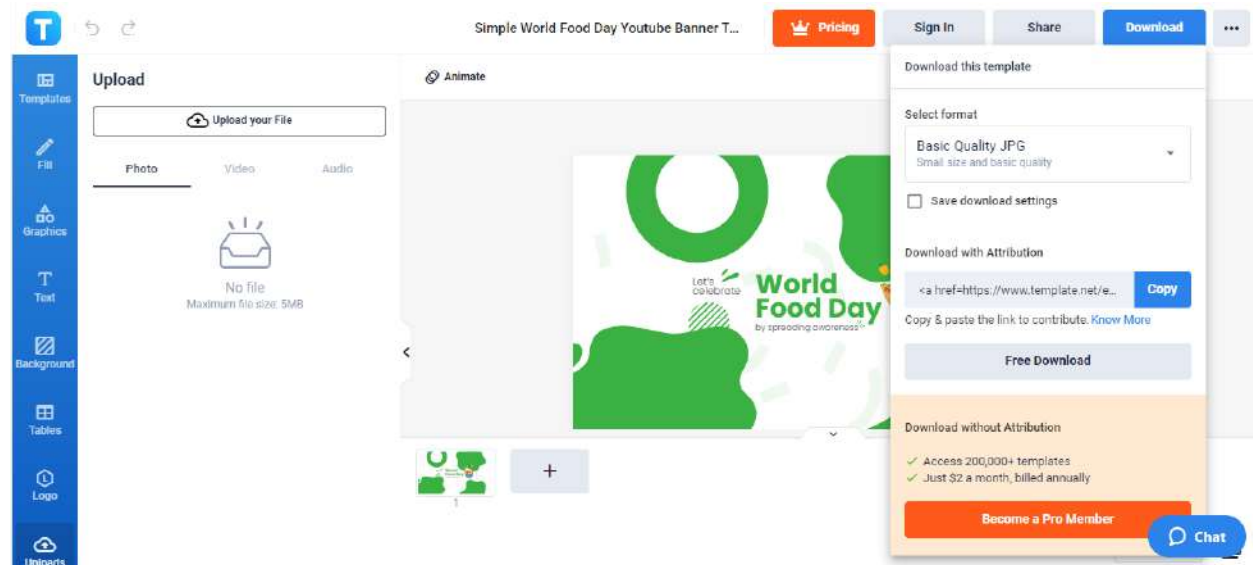 T
Simple World Food Day Youtube Banner T...
Pricing
Sign In
Share
Download
Templates
Fill
Graphics
T
Text
Background
Tables
L
Logo
Uploads
Upload
Upload your File
Photo
Video
Audio
No file
Maximum file size: 5MB
Animate
Let's
celebrate
World
Food Day
by spreading awareness
1
+
Download this template
Select format
Basic Quality JPG
Small size and basic quality
Save download settings
Download with Attribution
<a href=https://www.template.net/e...
Copy
Copy & paste the link to contribute. Know More
Free Download
Download without Attribution
Access 200,000+ templates
Just $2 a month, billed annually
Become a Pro Member
Chat